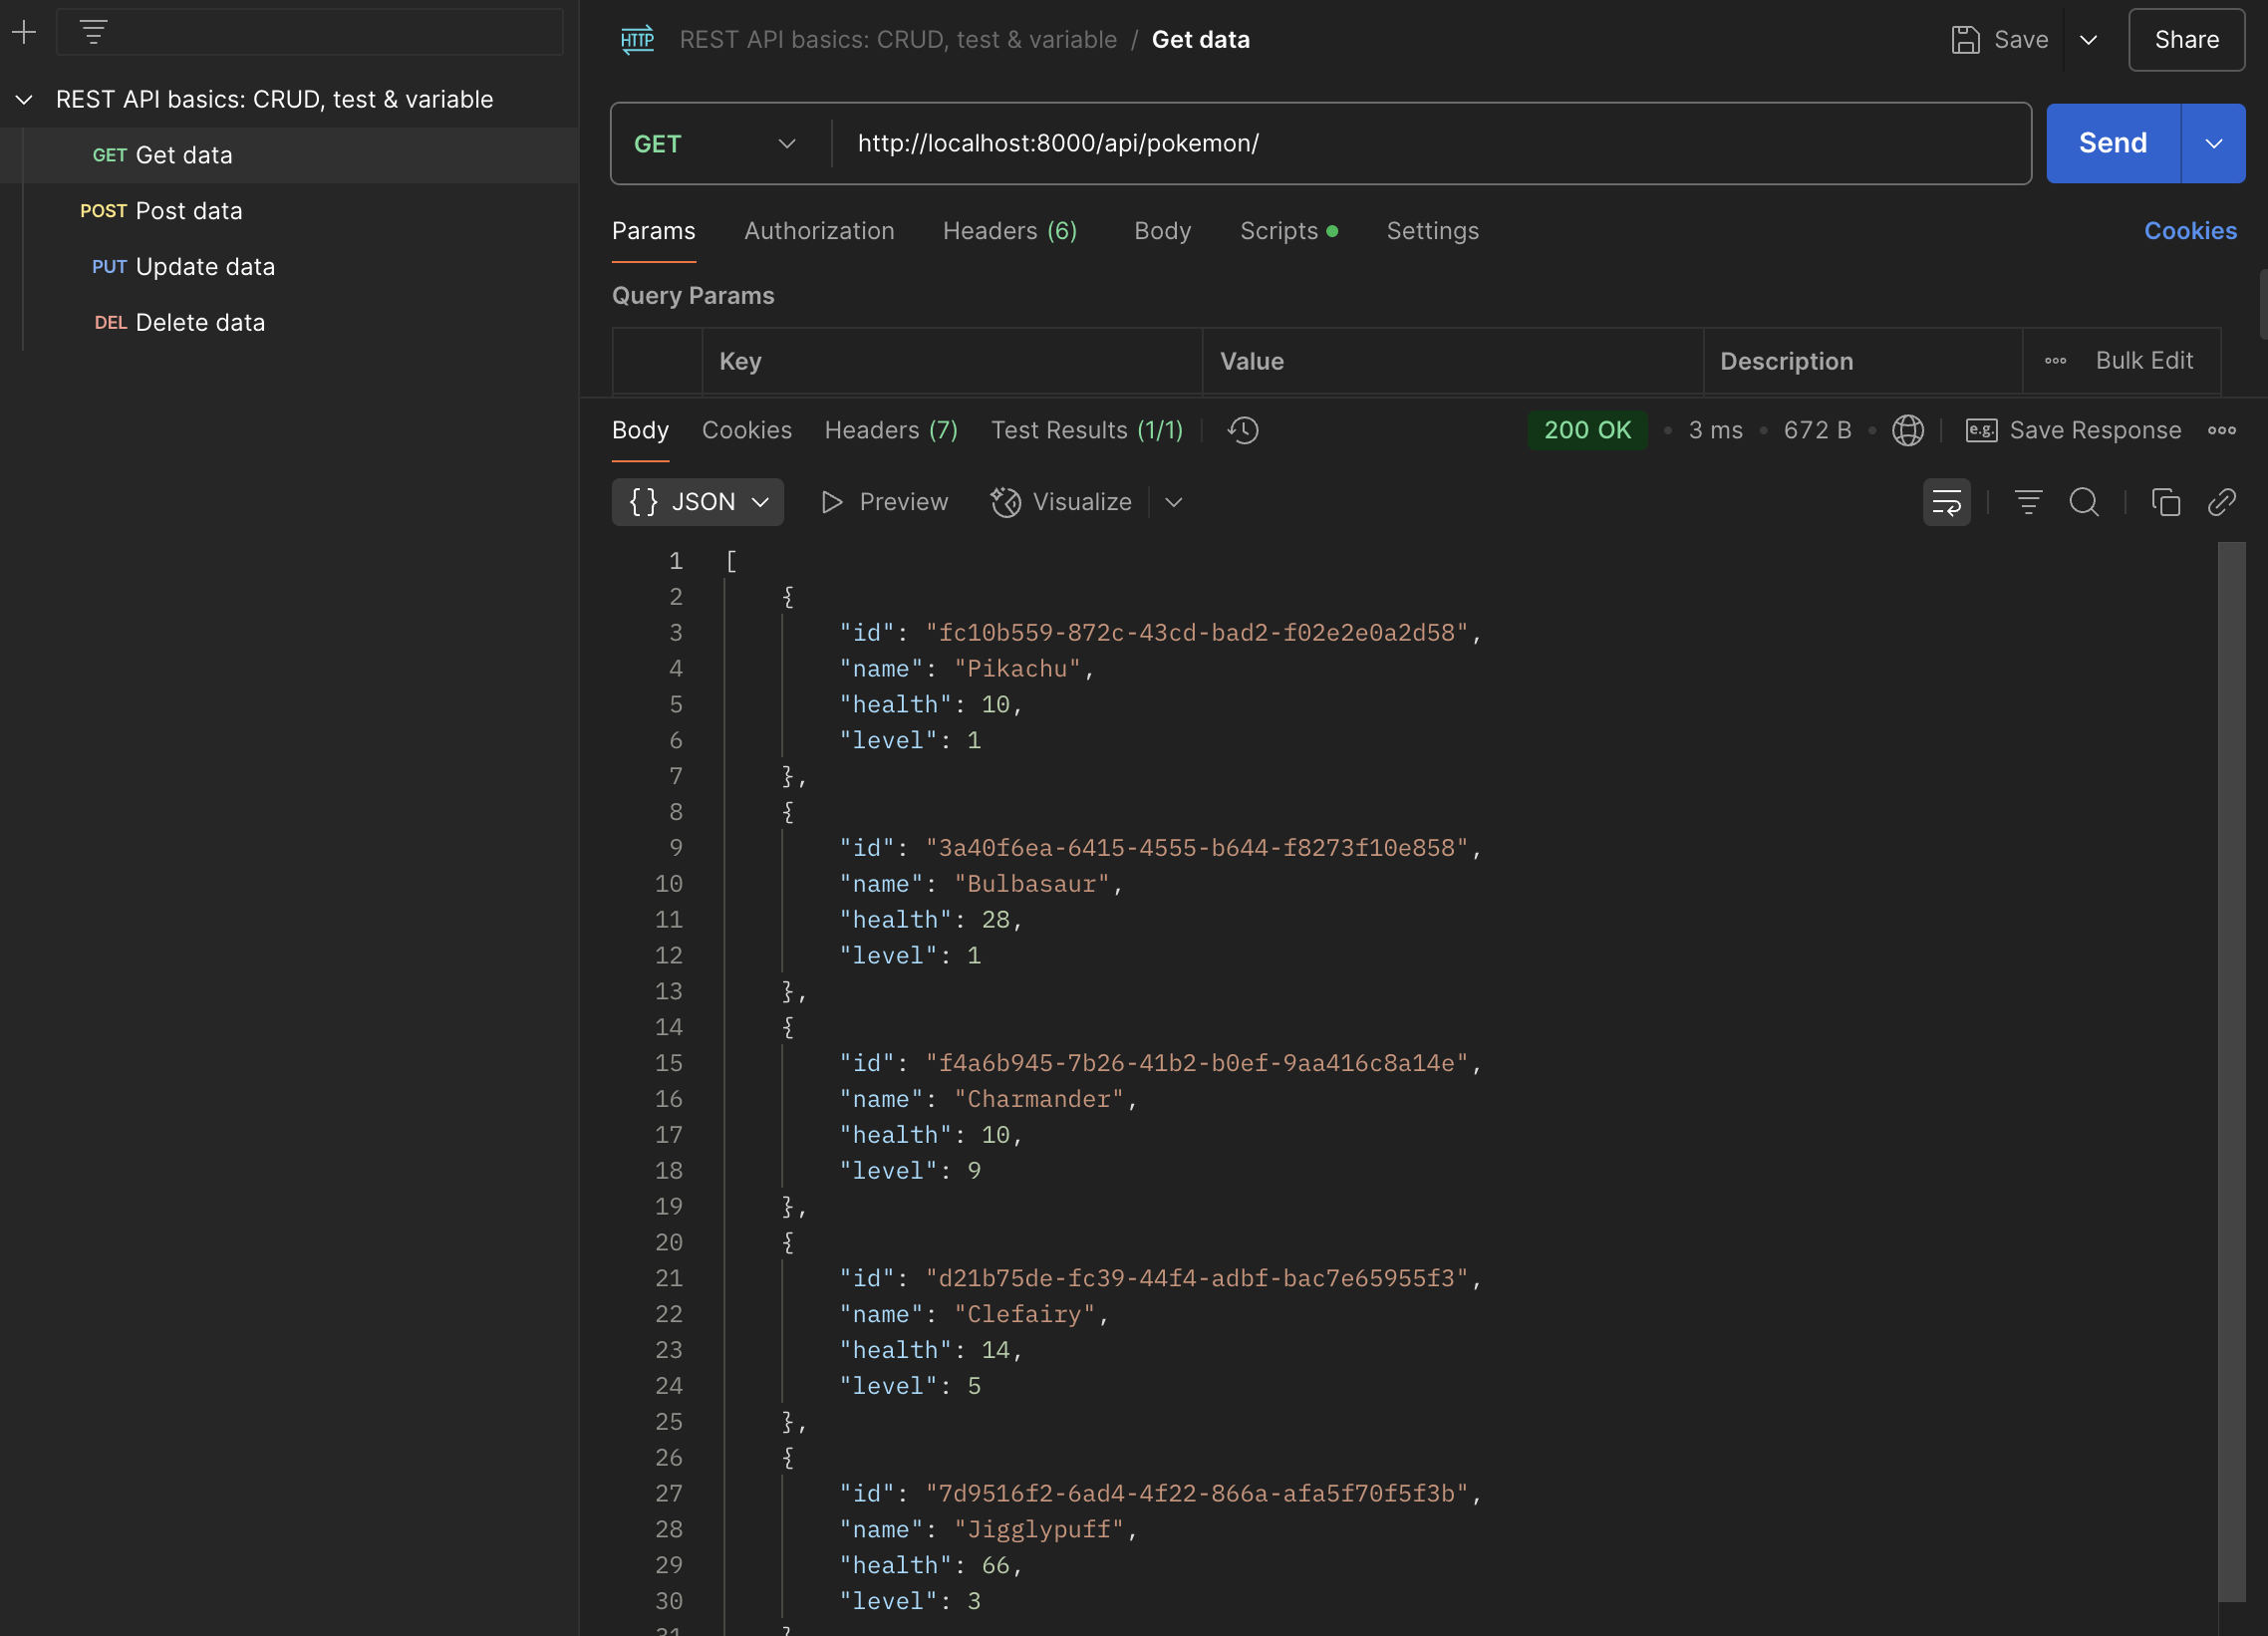 REST API basics: CRUD, test & variable
GET Get data
POST Post data
PUT Update data
DEL Delete data
HTTP REST API basics: CRUD, test & variable / Get data
Save
Share
GET http://localhost:8000/api/pokemon/
Send
Params Authorization Headers (6) Body Scripts Settings Cookies
Query Params
Key Value Description Bulk Edit
Body Cookies Headers (7) Test Results (1/1) 200 OK • 3 ms • 672 B • e.g. Save Response
{} JSON Preview Visualize
1 [
2 {
3 "id": "fc10b559-872c-43cd-bad2-f02e2e0a2d58",
4 "name": "Pikachu",
5 "health": 10,
6 "level": 1
7 },
8 {
9 "id": "3a40f6ea-6415-4555-b644-f8273f10e858",
10 "name": "Bulbasaur",
11 "health": 28,
12 "level": 1
13 },
14 {
15 "id": "f4a6b945-7b26-41b2-b0ef-9aa416c8a14e",
16 "name": "Charmander",
17 "health": 10,
18 "level": 9
19 },
20 {
21 "id": "d21b75de-fc39-44f4-adbf-bac7e65955f3",
22 "name": "Clefairy",
23 "health": 14,
24 "level": 5
25 },
26 {
27 "id": "7d9516f2-6ad4-4f22-866a-afa5f70f5f3b",
28 "name": "Jigglypuff",
29 "health": 66,
30 "level": 3
31 }